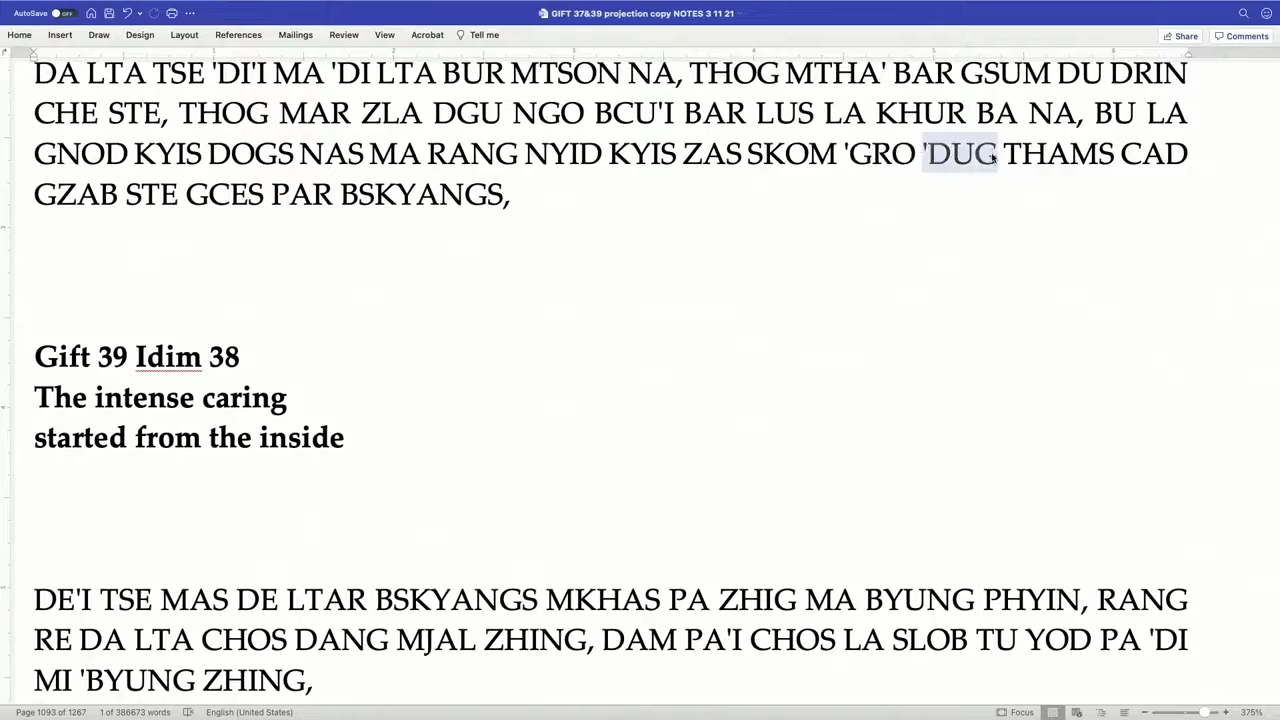 AutoSave OFF
GIFT 37&39 projection copy NOTES 3 11 21
Home Insert Draw Design Layout References Mailings Review View Acrobat Tell me Share Comments
1 2 3 4 5 6
DA LTA TSE 'DI'I MA 'DI LTA BUR MTSON NA, THOG MTHA' BAR GSUM DU DRIN
CHE STE, THOG MAR ZLA DGU NGO BCU'I BAR LUS LA KHUR BA NA, BU LA
GNOD KYIS DOGS NAS MA RANG NYID KYIS ZAS SKOM 'GRO 'DUG THAMS CAD
GZAB STE GCES PAR BSKYANGS,
Gift 39 Idim 38
The intense caring
started from the inside
DE'I TSE MAS DE LTAR BSKYANGS MKHAS PA ZHIG MA BYUNG PHYIN, RANG
RE DA LTA CHOS DANG MJAL ZHING, DAM PA'I CHOS LA SLOB TU YOD PA 'DI
MI 'BYUNG ZHING,
Page 1093 of 1267 1 of 386673 words English (United States) Focus 375%